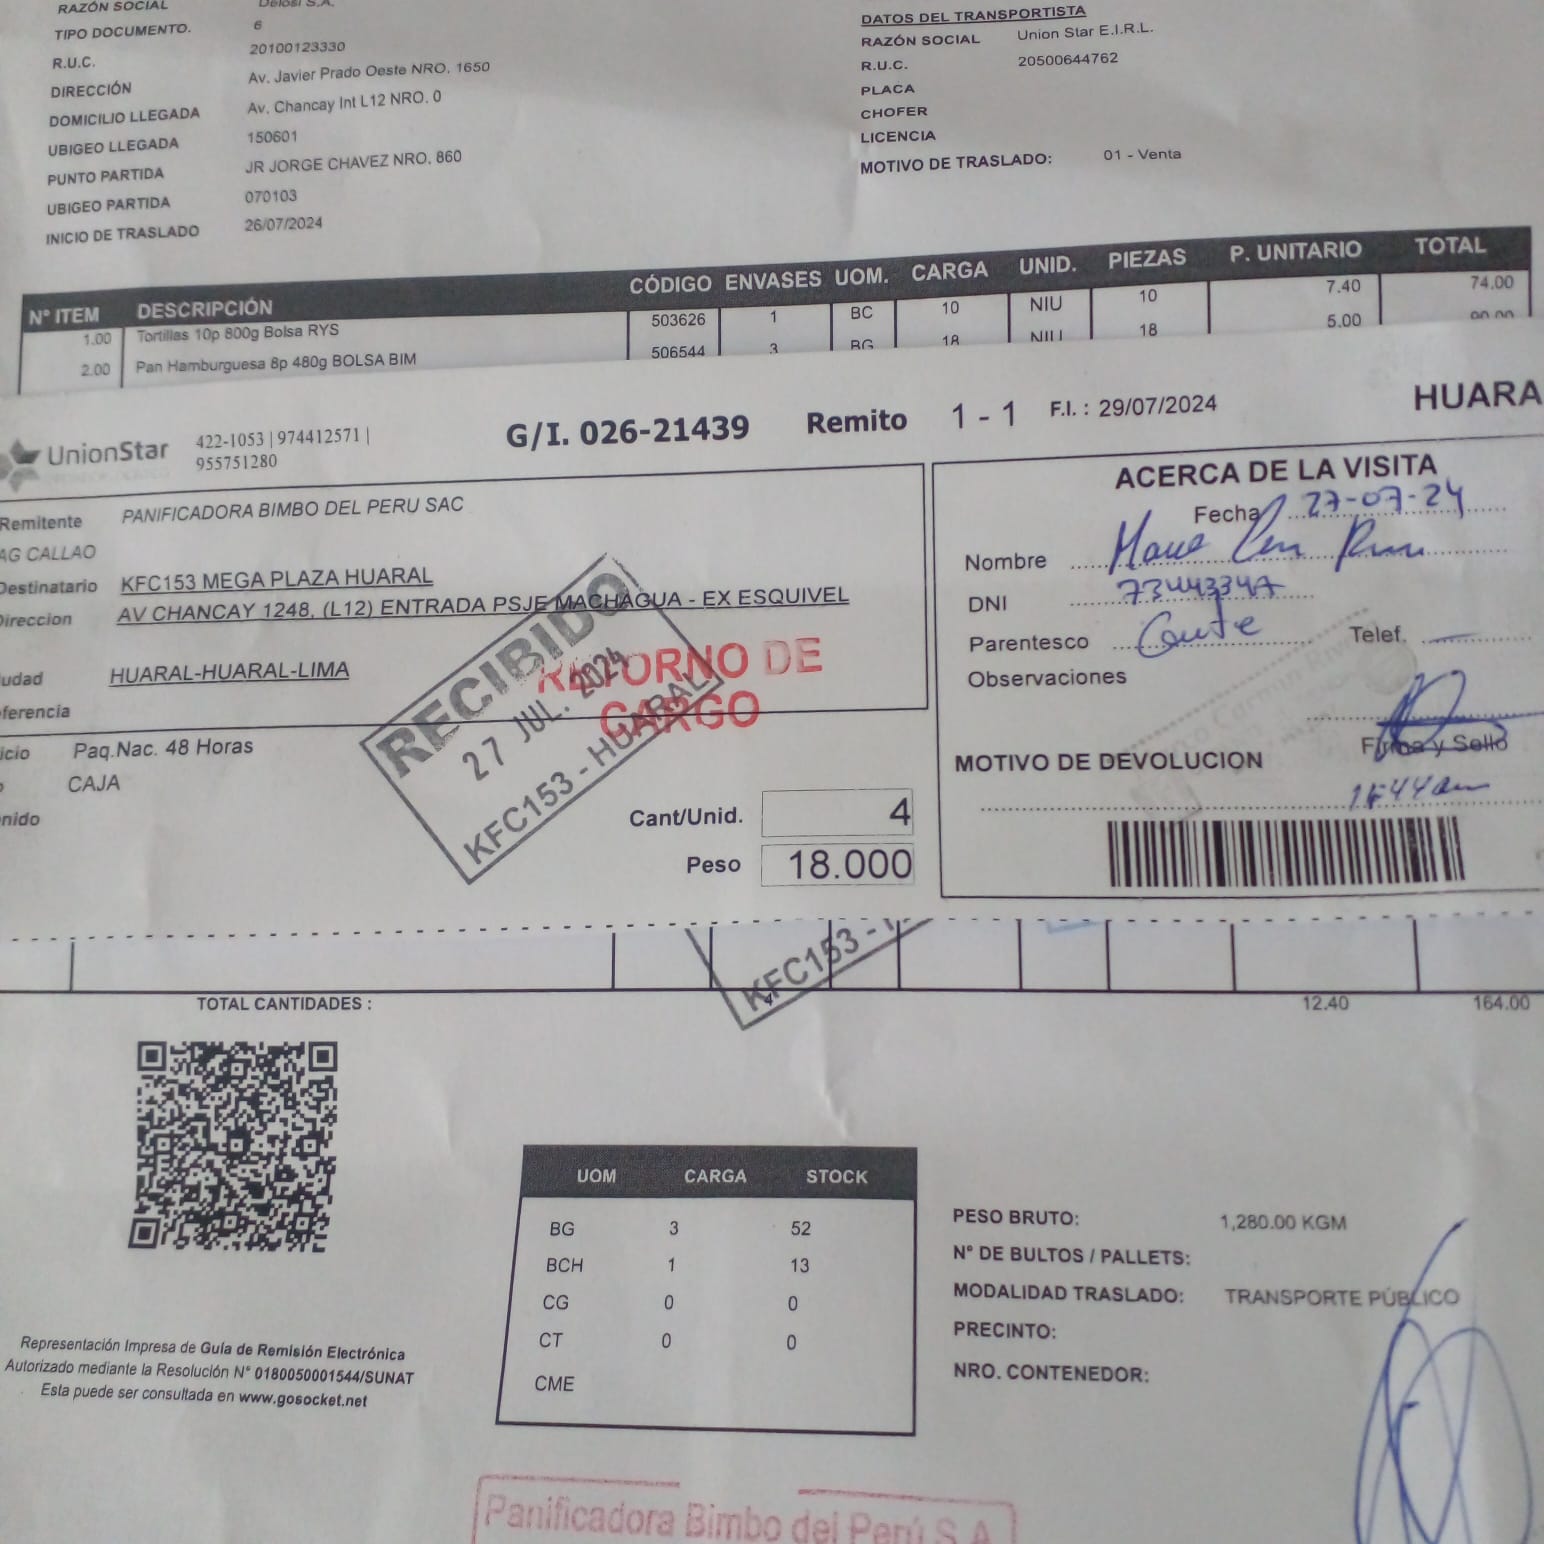 RAZÓN SOCIAL Delosi S.A.
TIPO DOCUMENTO. 6
R.U.C. 20100123330
DIRECCIÓN Av. Javier Prado Oeste NRO. 1650
DOMICILIO LLEGADA Av. Chancay Int L12 NRO. 0
UBIGEO LLEGADA 150601
PUNTO PARTIDA JR JORGE CHAVEZ NRO. 860
UBIGEO PARTIDA 070103
INICIO DE TRASLADO 26/07/2024
DATOS DEL TRANSPORTISTA
RAZÓN SOCIAL Union Star E.I.R.L.
R.U.C. 20500644762
PLACA
CHOFER
LICENCIA
MOTIVO DE TRASLADO: 01 - Venta
N° ITEM DESCRIPCIÓN CÓDIGO ENVASES UOM. CARGA UNID. PIEZAS P. UNITARIO TOTAL
1.00 Tortillas 10p 800g Bolsa RYS 503626 1 BC 10 NIU 10 7.40 74.00
2.00 Pan Hamburguesa 8p 480g BOLSA BIM 506544 3 BG 18 NIU 18 5.00 90.00
UnionStar 422-1053 | 974412571 |
955751280
G/I. 026-21439 Remito 1 - 1 F.I. : 29/07/2024 HUARA
Remitente PANIFICADORA BIMBO DEL PERU SAC
AG CALLAO
Destinatario KFC153 MEGA PLAZA HUARAL
Direccion AV CHANCAY 1248, (L12) ENTRADA PSJE MACHAGUA - EX ESQUIVEL
udad HUARAL-HUARAL-LIMA
ferencia
icio Paq.Nac. 48 Horas
CAJA
nido
RECIBIDO
27 JUL. 2024
KFC153 - HUARAL
RETORNO DE
CARGO
Cant/Unid. 4
Peso 18.000
ACERCA DE LA VISITA
Fecha 27-07-24
Nombre
DNI
Parentesco
Telef.
Observaciones
Firma y Sello
MOTIVO DE DEVOLUCION
KFC153 -
TOTAL CANTIDADES : 4 12.40 164.00
UOM CARGA STOCK
BG 3 52
BCH 1 13
CG 0 0
CT 0 0
CME
PESO BRUTO: 1,280.00 KGM
N° DE BULTOS / PALLETS:
MODALIDAD TRASLADO: TRANSPORTE PÚBLICO
PRECINTO:
NRO. CONTENEDOR:
Representación Impresa de Guía de Remisión Electrónica
Autorizado mediante la Resolución N° 0180050001544/SUNAT
Esta puede ser consultada en www.gosocket.net
Panificadora Bimbo del Perú S.A.